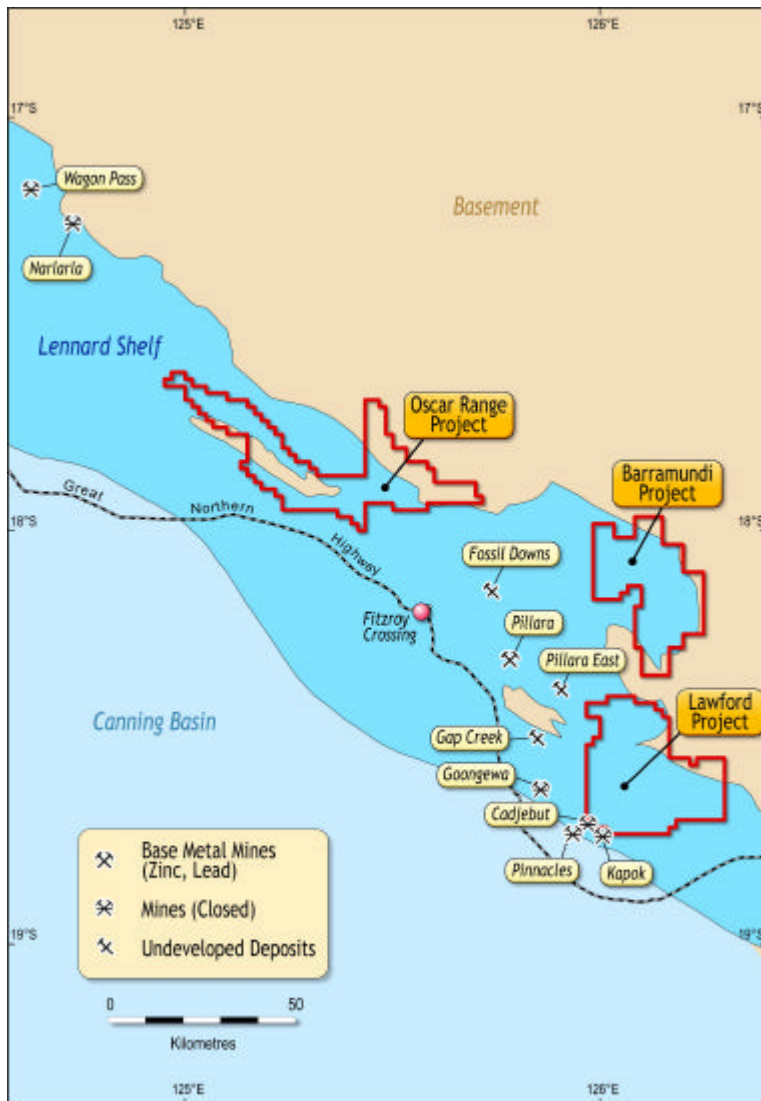 125°E
126°E
17°S
17°S
Wagon Pass
Basement
Narlarla
Lennard Shelf
Oscar Range
Project
Barramundi
Project
Great
Northern
Highway
18°S
18°S
Fossil Downs
Fitzroy
Crossing
Pillara
Pillara East
Canning Basin
Lawford
Project
Gap Creek
Goongewa
Cadjebut
Pinnacles
Kapok
Base Metal Mines
(Zinc, Lead)
Mines (Closed)
Undeveloped Deposits
19°S
19°S
0
50
Kilometres
125°E
126°E